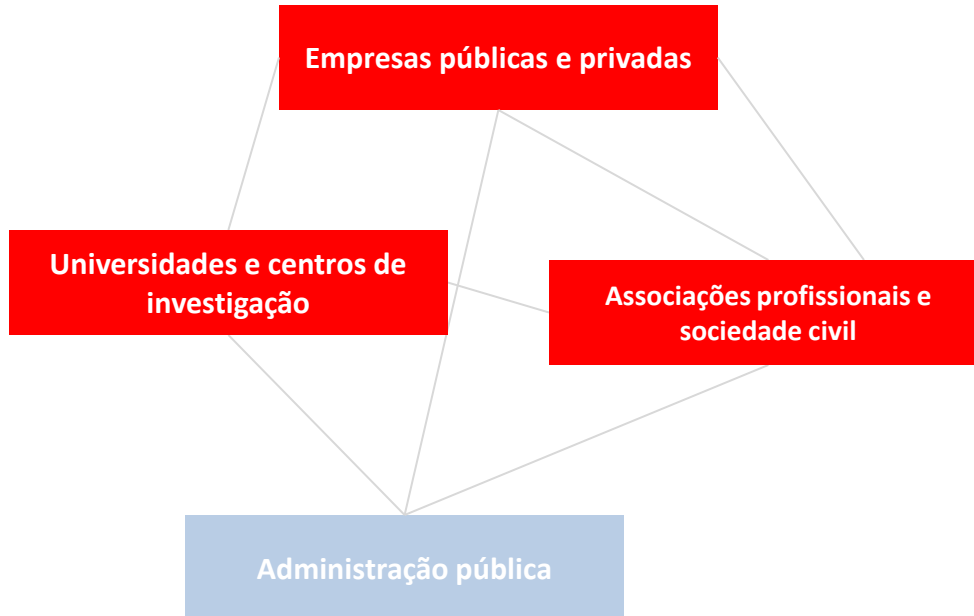 Empresas públicas e privadas
Universidades e centros de
investigação
Associações profissionais e
sociedade civil
Administração pública